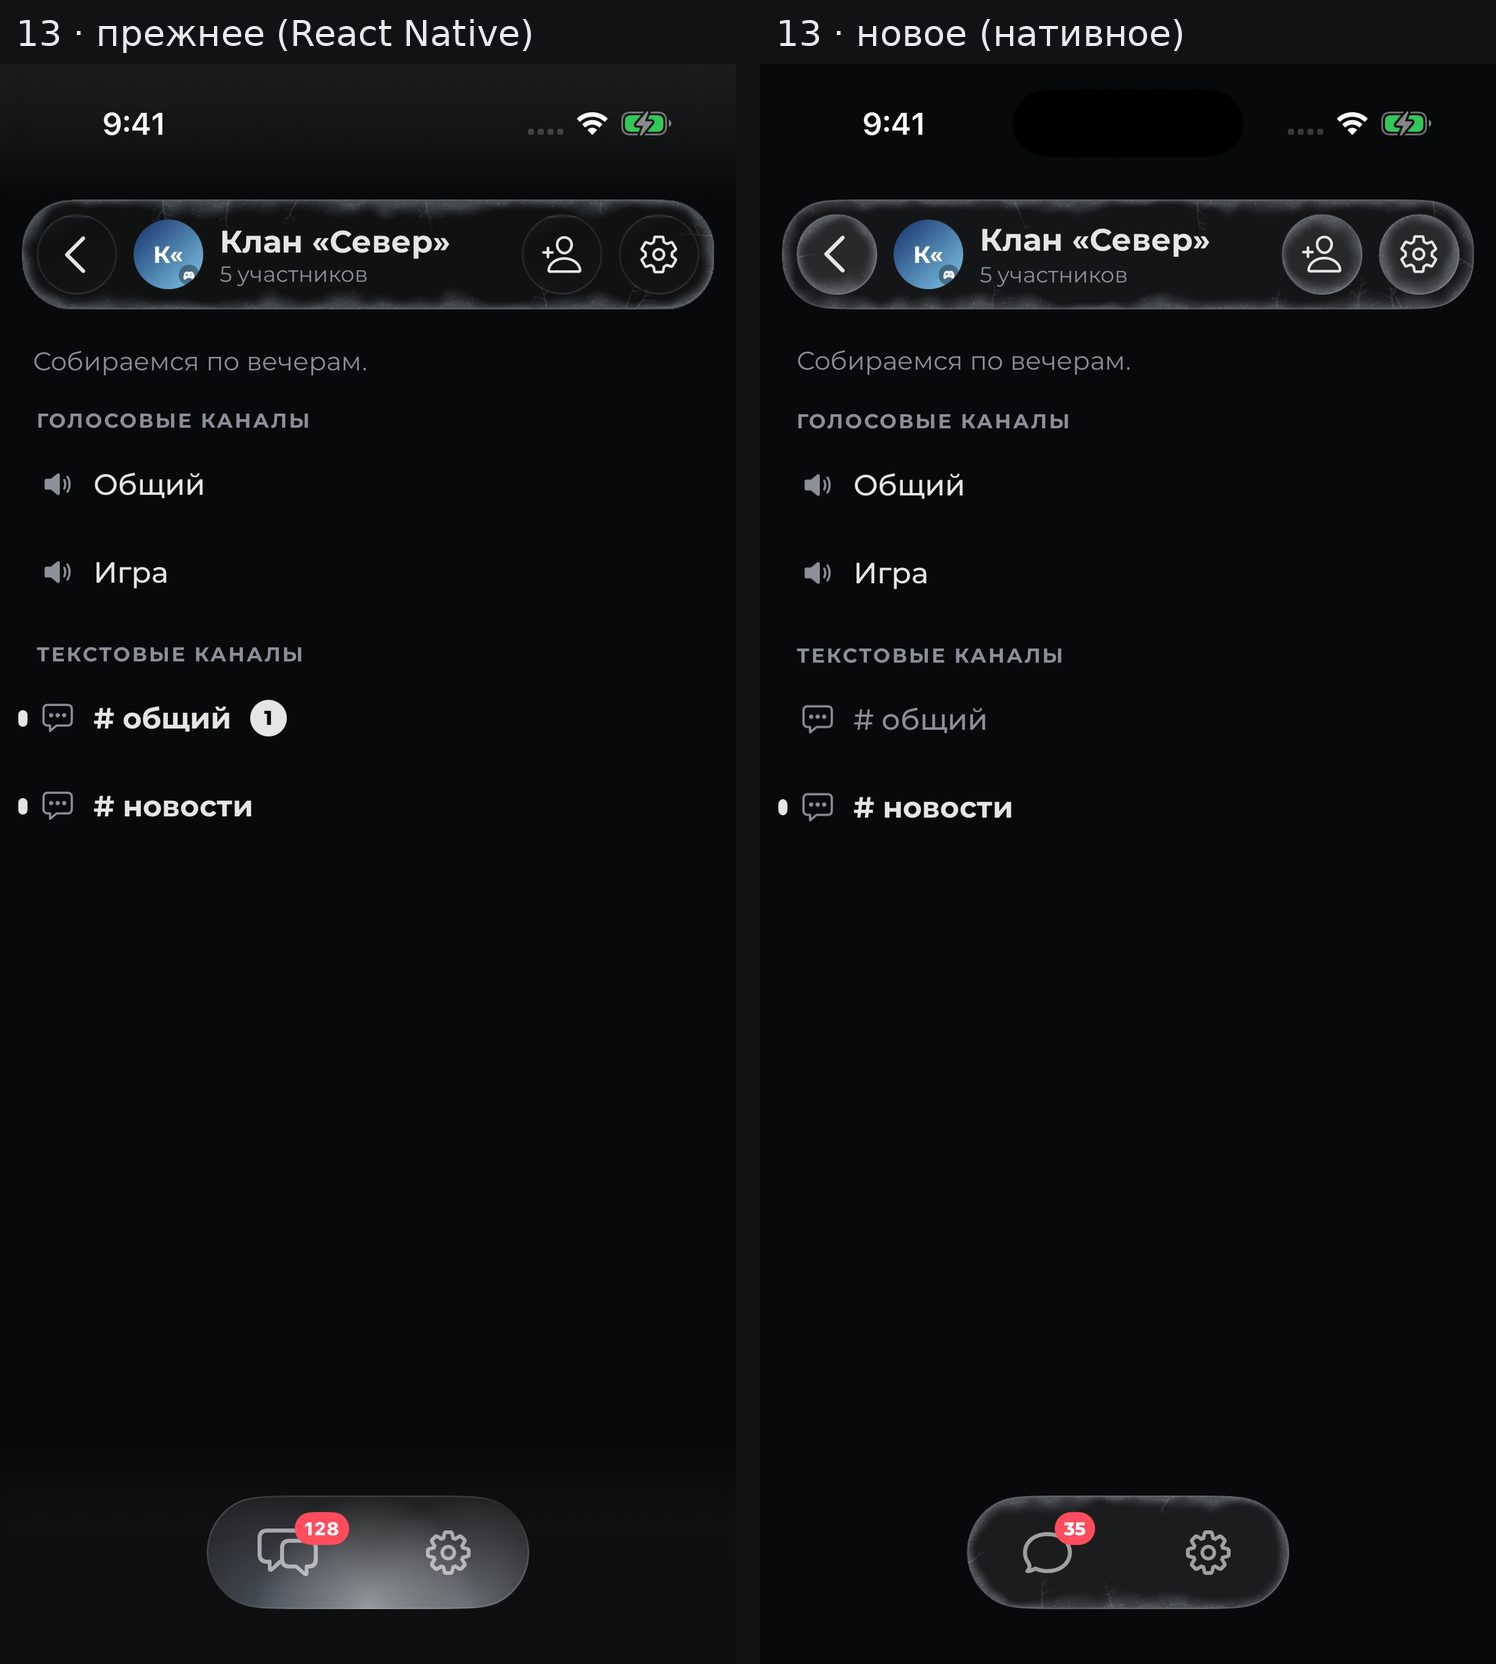 13 · прежнее (React Native)
9:41
К«
Клан «Север»
5 участников
Собираемся по вечерам.
ГОЛОСОВЫЕ КАНАЛЫ
Общий
Игра
ТЕКСТОВЫЕ КАНАЛЫ
# общий 1
# новости
128
13 · новое (нативное)
9:41
К«
Клан «Север»
5 участников
Собираемся по вечерам.
ГОЛОСОВЫЕ КАНАЛЫ
Общий
Игра
ТЕКСТОВЫЕ КАНАЛЫ
# общий
# новости
35